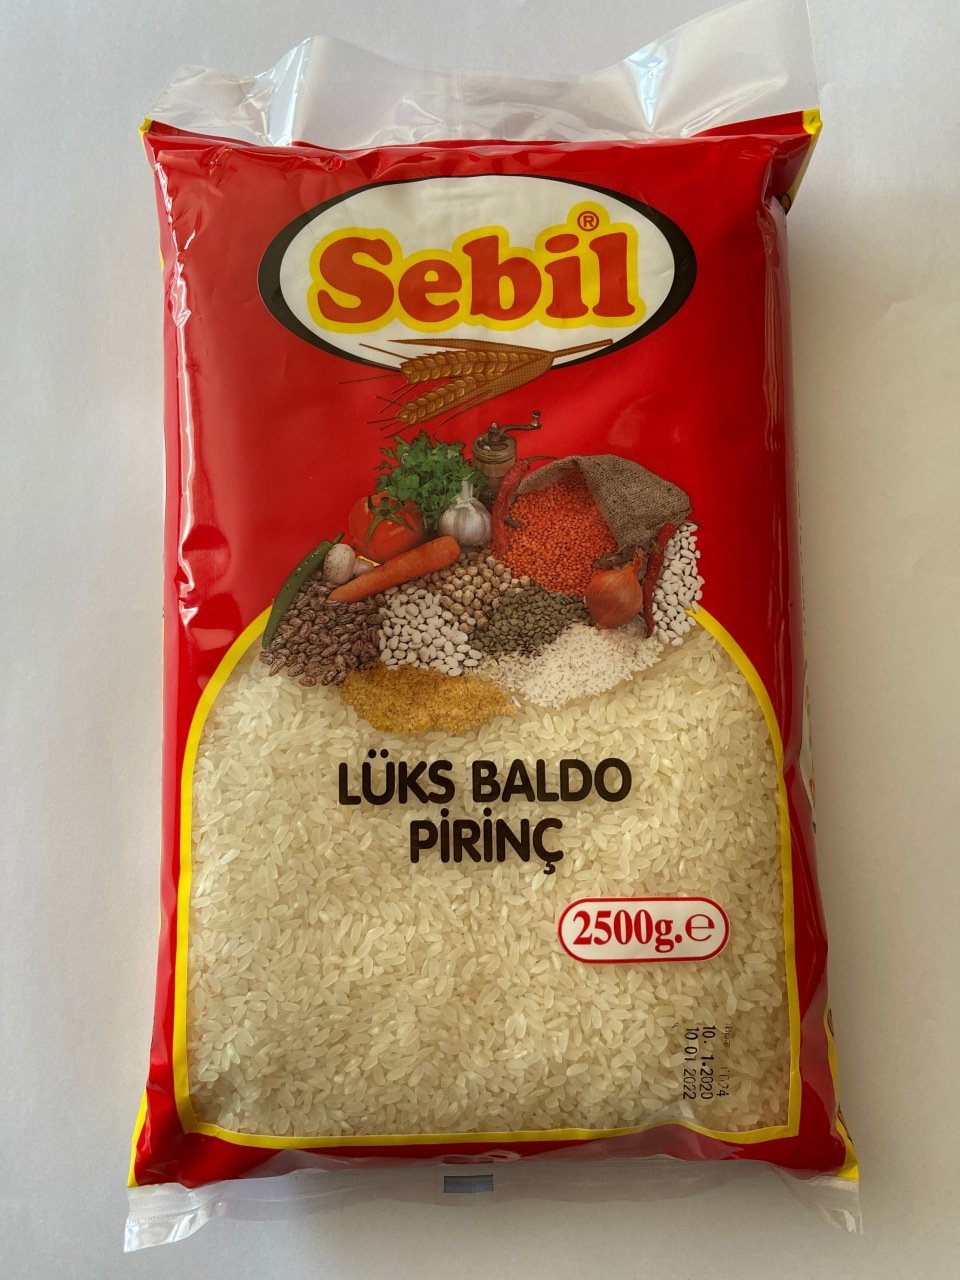 Sebil®
LÜKS BALDO
PİRİNÇ
2500g.℮
10. 1.2020
10 01 2022